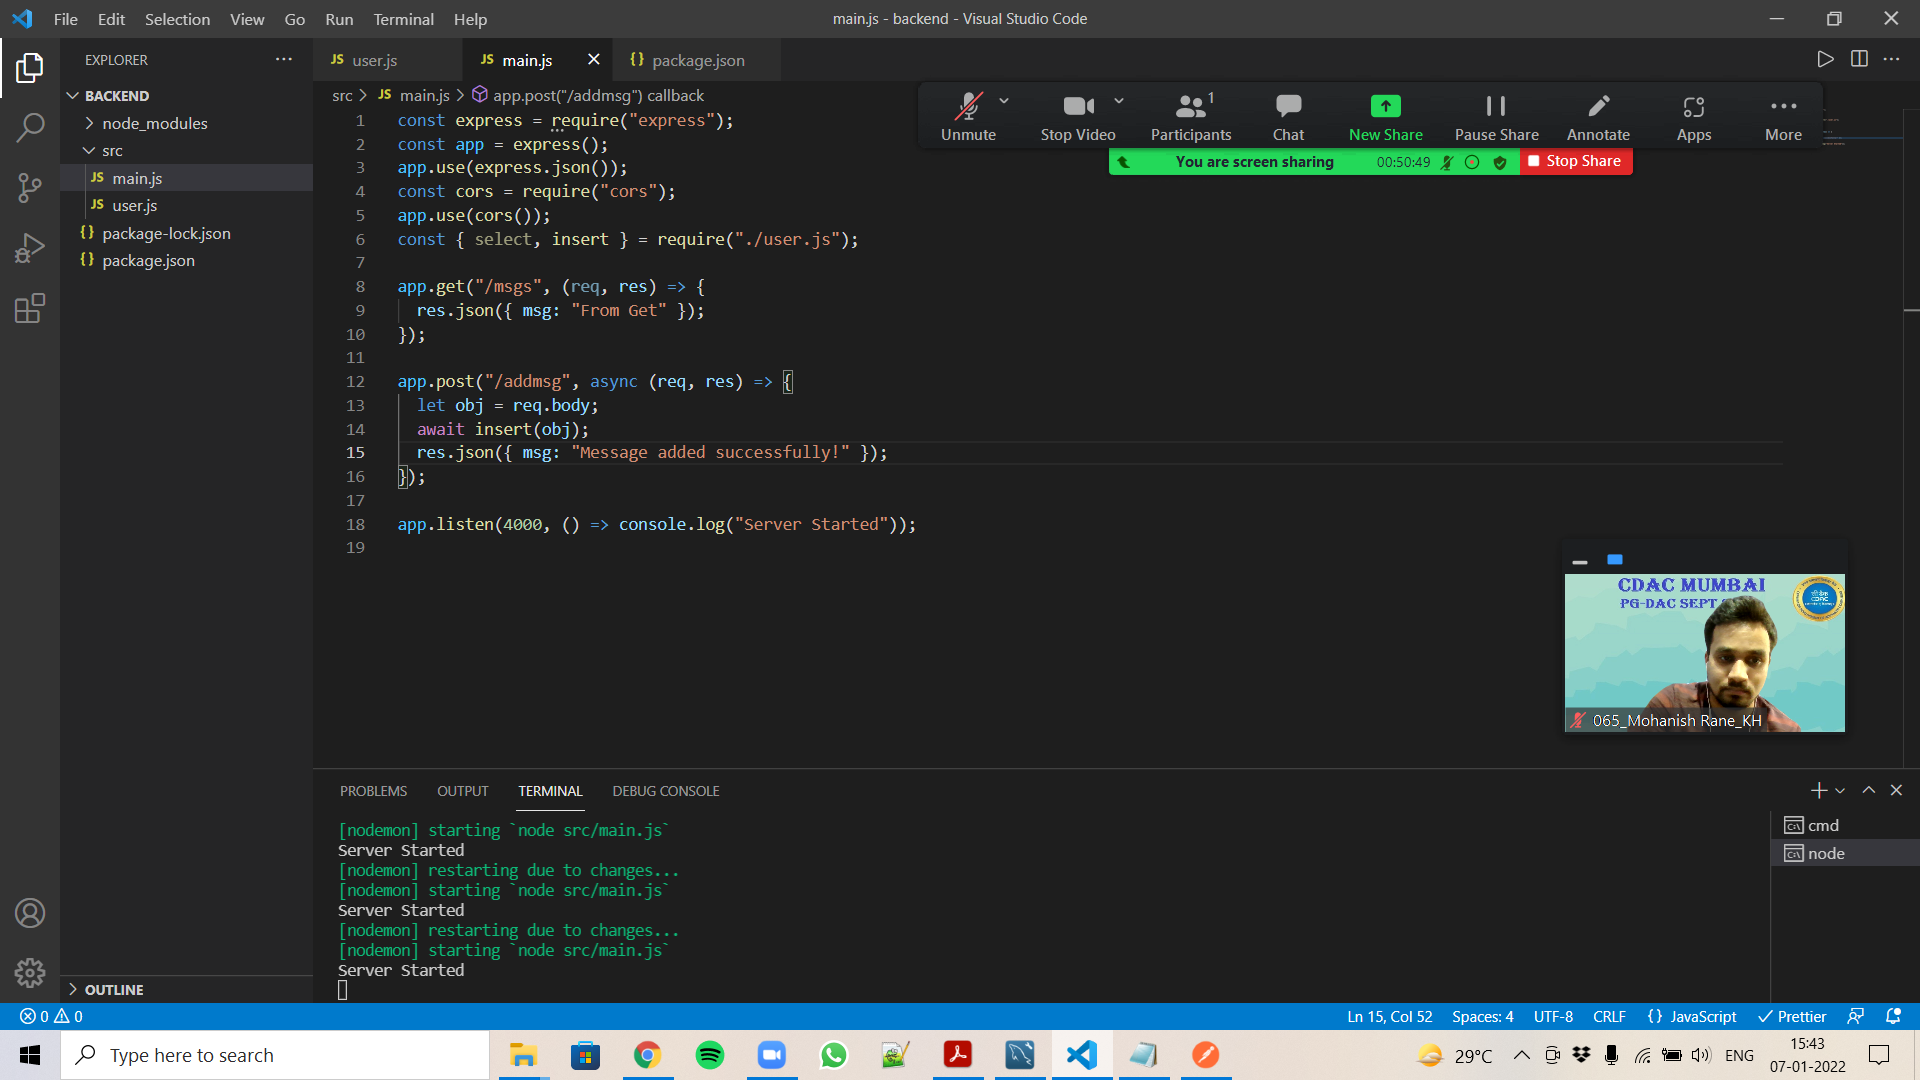 File Edit Selection View Go Run Terminal Help
main.js - backend - Visual Studio Code
EXPLORER
BACKEND
node_modules
src
JS main.js
JS user.js
{} package-lock.json
{} package.json
OUTLINE
JS user.js
JS main.js
{} package.json
src > JS main.js > app.post("/addmsg") callback
1 const express = require("express");
2 const app = express();
3 app.use(express.json());
4 const cors = require("cors");
5 app.use(cors());
6 const { select, insert } = require("./user.js");
7
8 app.get("/msgs", (req, res) => {
9 res.json({ msg: "From Get" });
10 });
11
12 app.post("/addmsg", async (req, res) => {
13 let obj = req.body;
14 await insert(obj);
15 res.json({ msg: "Message added successfully!" });
16 });
17
18 app.listen(4000, () => console.log("Server Started"));
19
Unmute
Stop Video
1
Participants
Chat
New Share
Pause Share
Annotate
Apps
More
You are screen sharing 00:50:49 Stop Share
CDAC MUMBAI
PG-DAC SEPT
CDAC
065_Mohanish Rane_KH
PROBLEMS OUTPUT TERMINAL DEBUG CONSOLE
[nodemon] starting `node src/main.js`
Server Started
[nodemon] restarting due to changes...
[nodemon] starting `node src/main.js`
Server Started
[nodemon] restarting due to changes...
[nodemon] starting `node src/main.js`
Server Started
cmd
node
0 0
Ln 15, Col 52 Spaces: 4 UTF-8 CRLF {} JavaScript Prettier
Type here to search
29°C
ENG
15:43
07-01-2022